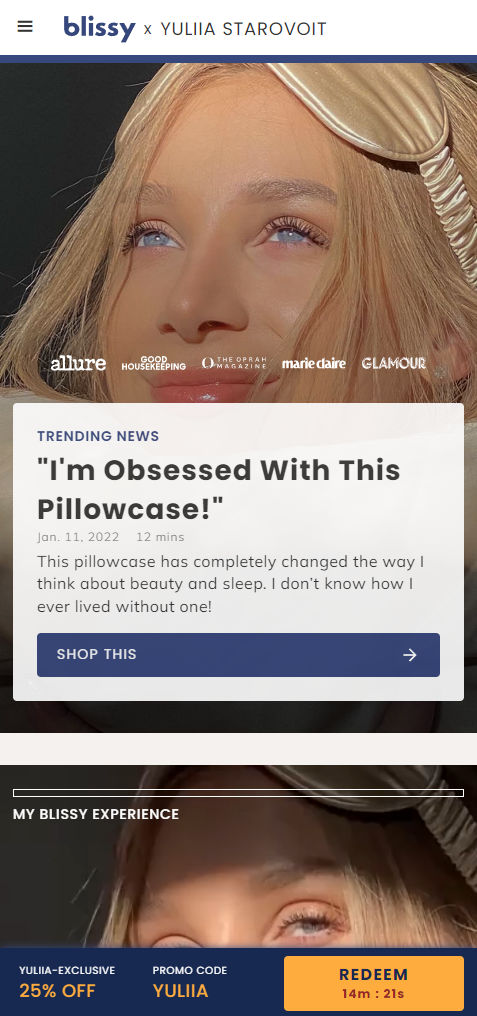 blissy x YULIIA STAROVOIT
allure GOOD HOUSEKEEPING O THE OPRAH MAGAZINE marie claire GLAMOUR
TRENDING NEWS
"I'm Obsessed With This
Pillowcase!"
Jan. 11, 2022 12 mins
This pillowcase has completely changed the way I
think about beauty and sleep. I don't know how I
ever lived without one!
SHOP THIS
MY BLISSY EXPERIENCE
YULIIA-EXCLUSIVE PROMO CODE
25% OFF YULIIA
REDEEM
14m : 21s